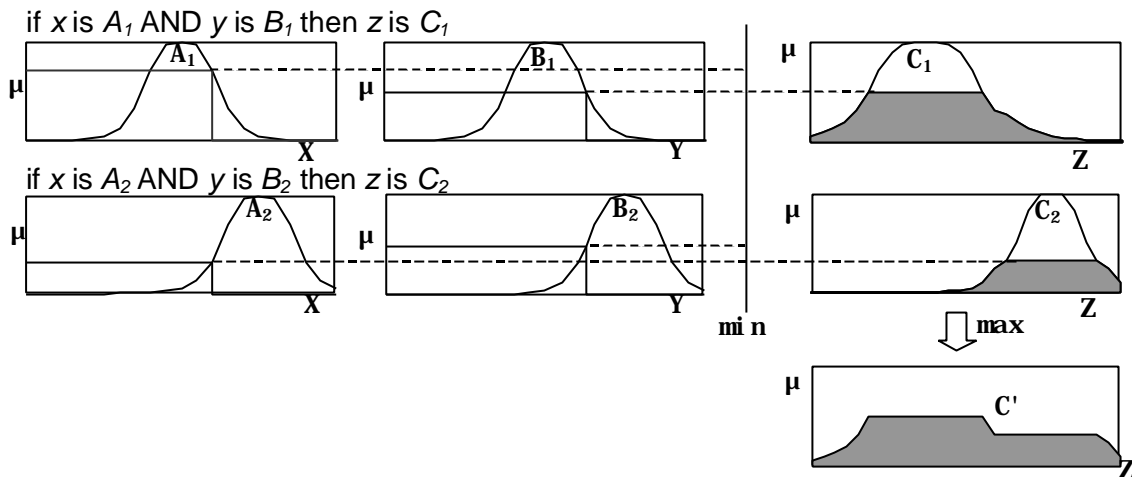 if x is A₁ AND y is B₁ then z is C₁
μ A₁ X
μ B₁ Y
μ C₁ Z
if x is A₂ AND y is B₂ then z is C₂
μ A₂ X
μ B₂ Y
μ C₂ Z
min
max
μ C' Z